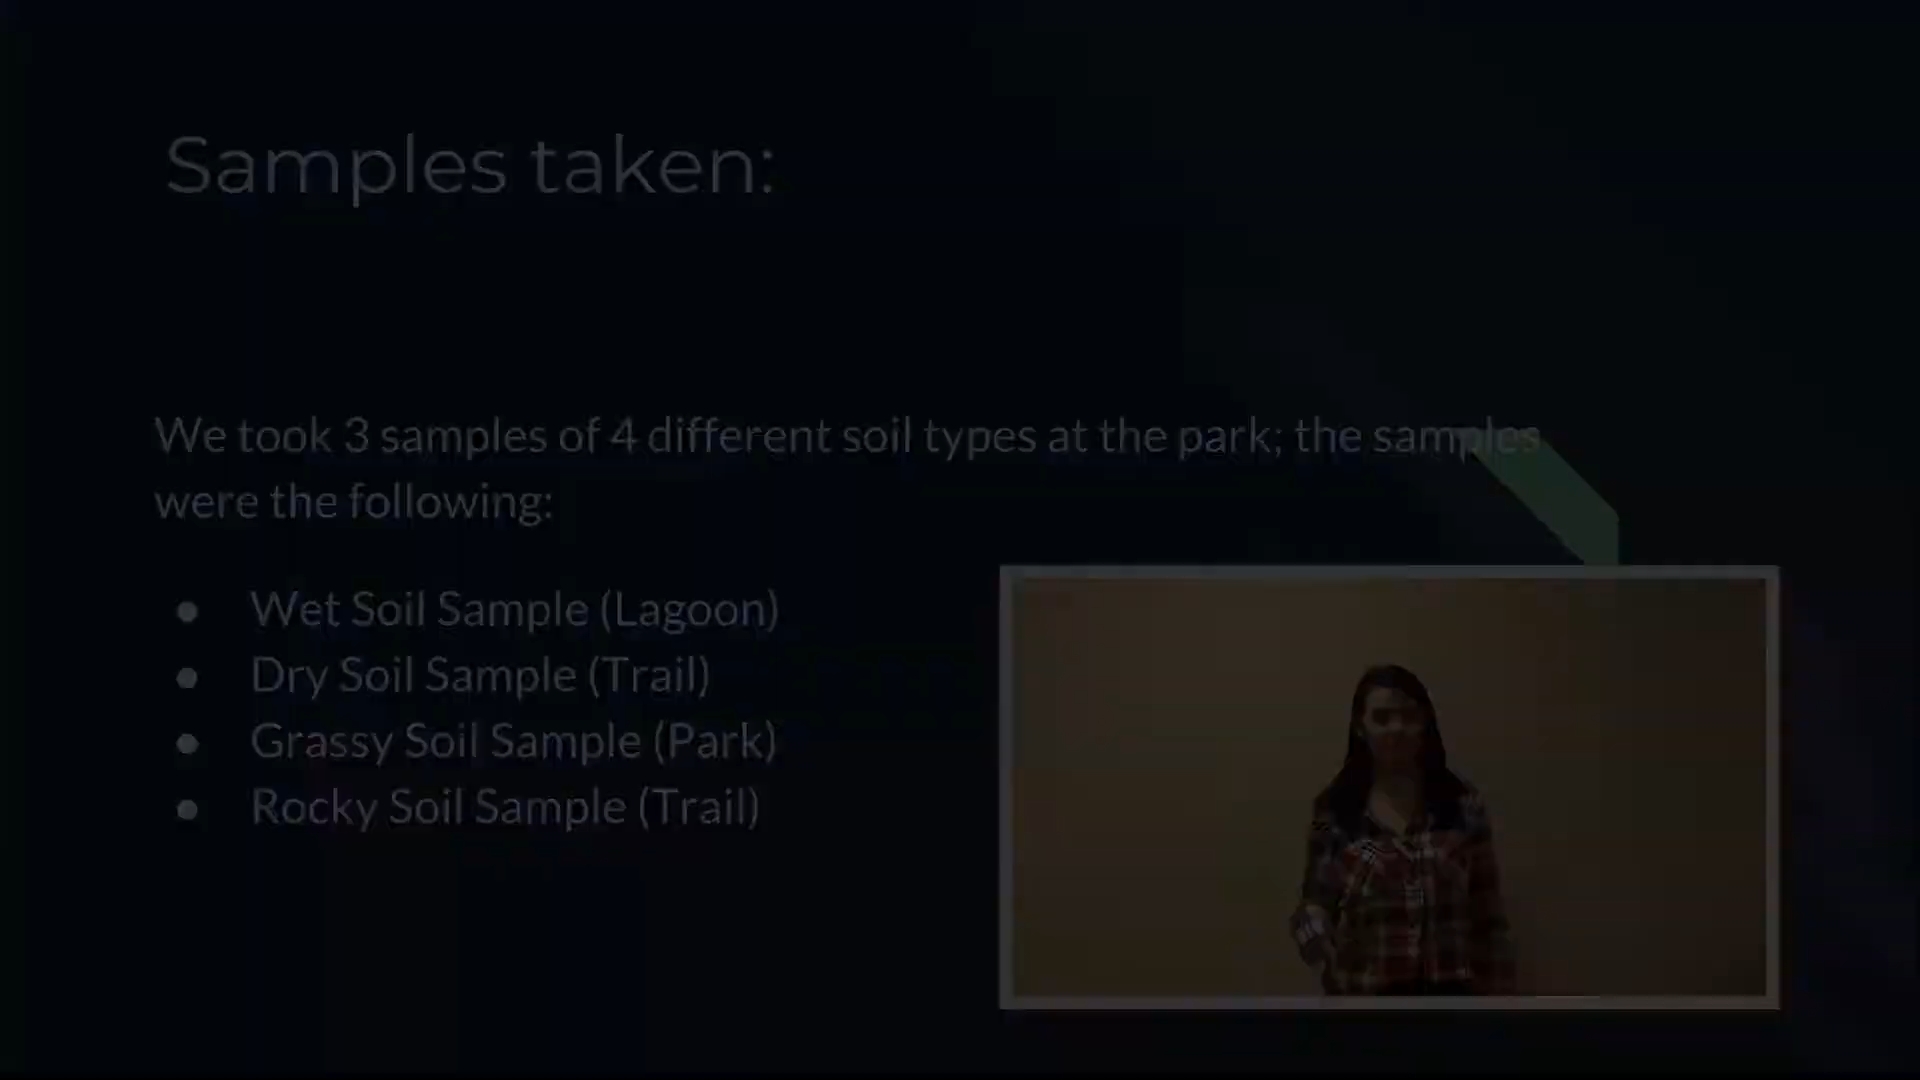 Samples taken:
We took 3 samples of 4 different soil types at the park; the samples
were the following:
● Wet Soil Sample (Lagoon)
● Dry Soil Sample (Trail)
● Grassy Soil Sample (Park)
● Rocky Soil Sample (Trail)